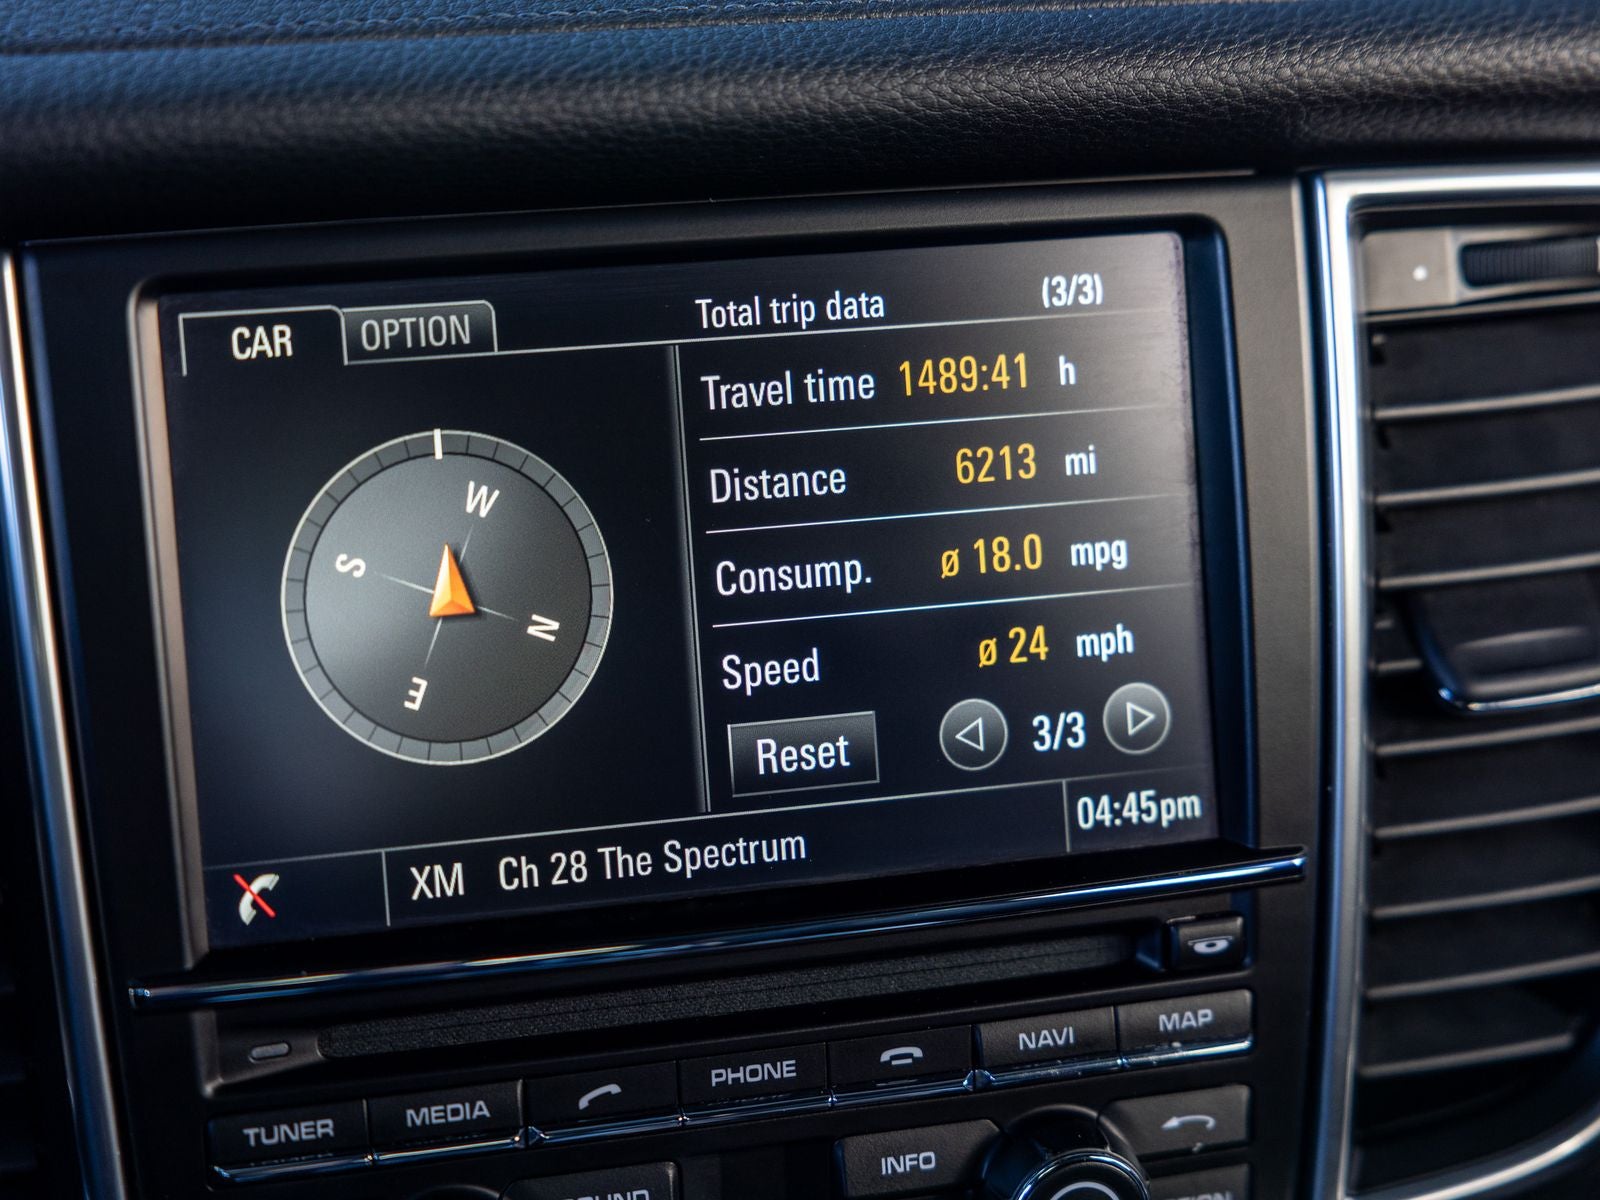 CAR OPTION Total trip data (3/3)
Travel time 1489:41 h
Distance 6213 mi
Consump. ø 18.0 mpg
Speed ø 24 mph
Reset 3/3
W
S
N
E
XM Ch 28 The Spectrum 04:45pm
TUNER MEDIA PHONE NAVI MAP
INFO